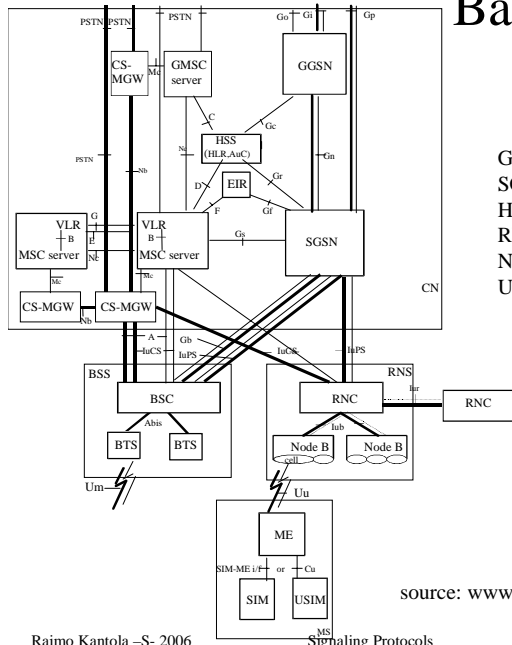 Ba
PSTN PSTN PSTN Go Gi Gp
CS-
MGW
Mc
GMSC
server
GGSN
C
Gc
HSS
(HLR,AuC)
PSTN
Nc
Gn
Nb
EIR
D
Gr
F
Gf
G
SG
H
R
N
U
VLR
B
MSC server
G
E
Nc
VLR
B
MSC server
Gs
SGSN
Mc
Mc
CN
CS-MGW
Nb
CS-MGW
A
Gb
IuCS
IuPS
IuCS
IuPS
BSS
RNS
BSC
RNC
Iur
RNC
Abis
Iub
BTS
BTS
Node B
cell
Node B
Um
Uu
ME
SIM-ME i/f or Cu
SIM
USIM
MS
source: www
Raimo Kantola –S- 2006
Signaling Protocols